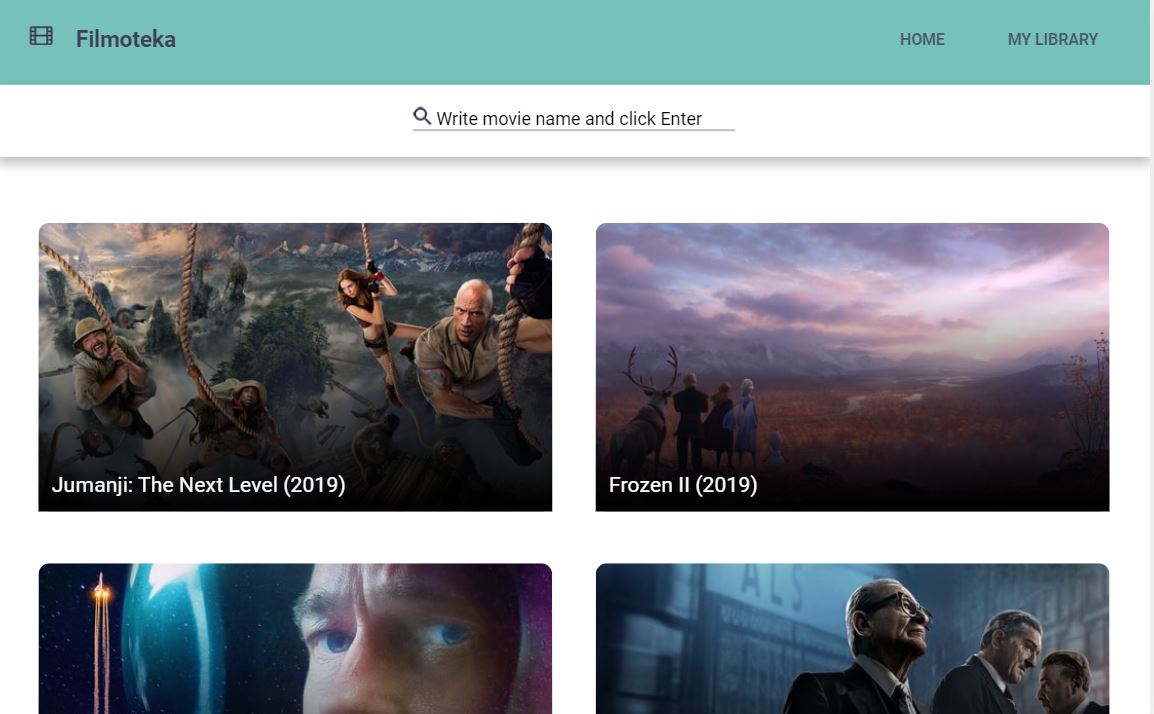 Filmoteka
HOME
MY LIBRARY
Write movie name and click Enter
Jumanji: The Next Level (2019)
Frozen II (2019)